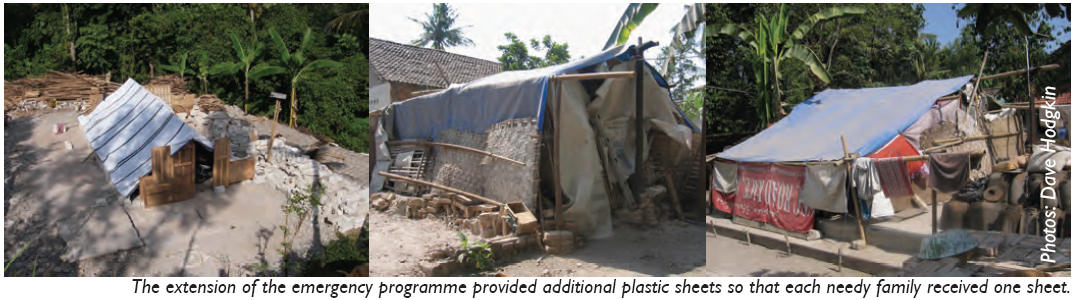 Photos: Dave Hodgkin
The extension of the emergency programme provided additional plastic sheets so that each needy family received one sheet.